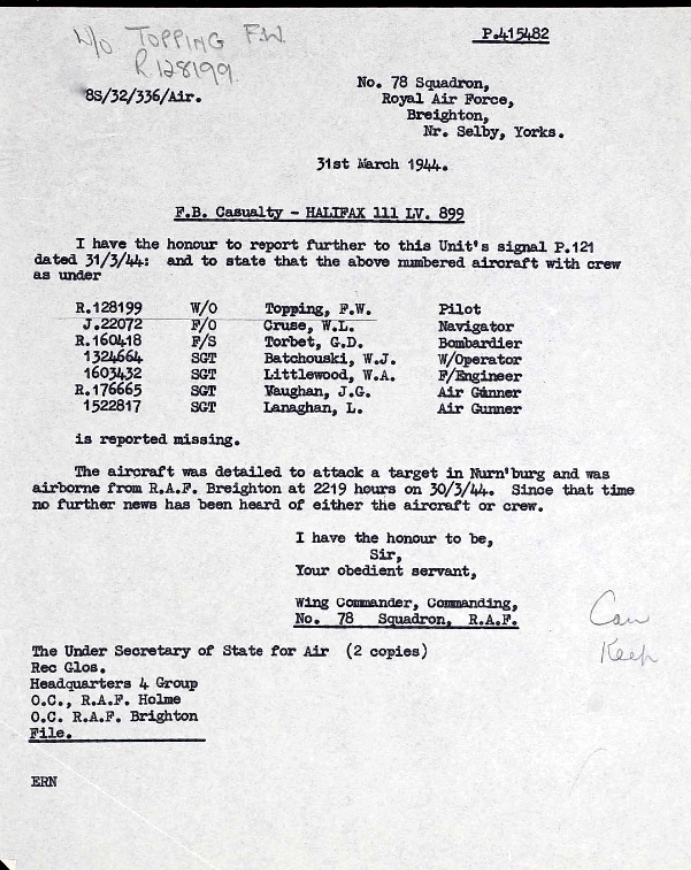 W/O TOPPING F.W.
R128199
P.415482
8S/32/336/Air.
No. 78 Squadron,
Royal Air Force,
Breighton,
Nr. Selby, Yorks.
31st March 1944.
F.B. Casualty - HALIFAX 111 LV. 899
I have the honour to report further to this Unit's signal P.121
dated 31/3/44: and to state that the above numbered aircraft with crew
as under
R.128199 W/O Topping, F.W. Pilot
J.22072 F/O Cruse, W.L. Navigator
R.160418 F/S Torbet, G.D. Bombardier
1324664 SGT Batchouski, W.J. W/Operator
1603432 SGT Littlewood, W.A. F/Engineer
R.176665 SGT Vaughan, J.G. Air Gunner
1522817 SGT Lanaghan, L. Air Gunner
is reported missing.
The aircraft was detailed to attack a target in Nurn'burg and was
airborne from R.A.F. Breighton at 2219 hours on 30/3/44. Since that time
no further news has been heard of either the aircraft or crew.
I have the honour to be,
Sir,
Your obedient servant,
Wing Commander, Commanding,
No. 78 Squadron, R.A.F.
Can
Keep
The Under Secretary of State for Air (2 copies)
Rec Glos.
Headquarters 4 Group
O.C., R.A.F. Holme
O.C. R.A.F. Brighton
File.
ERN